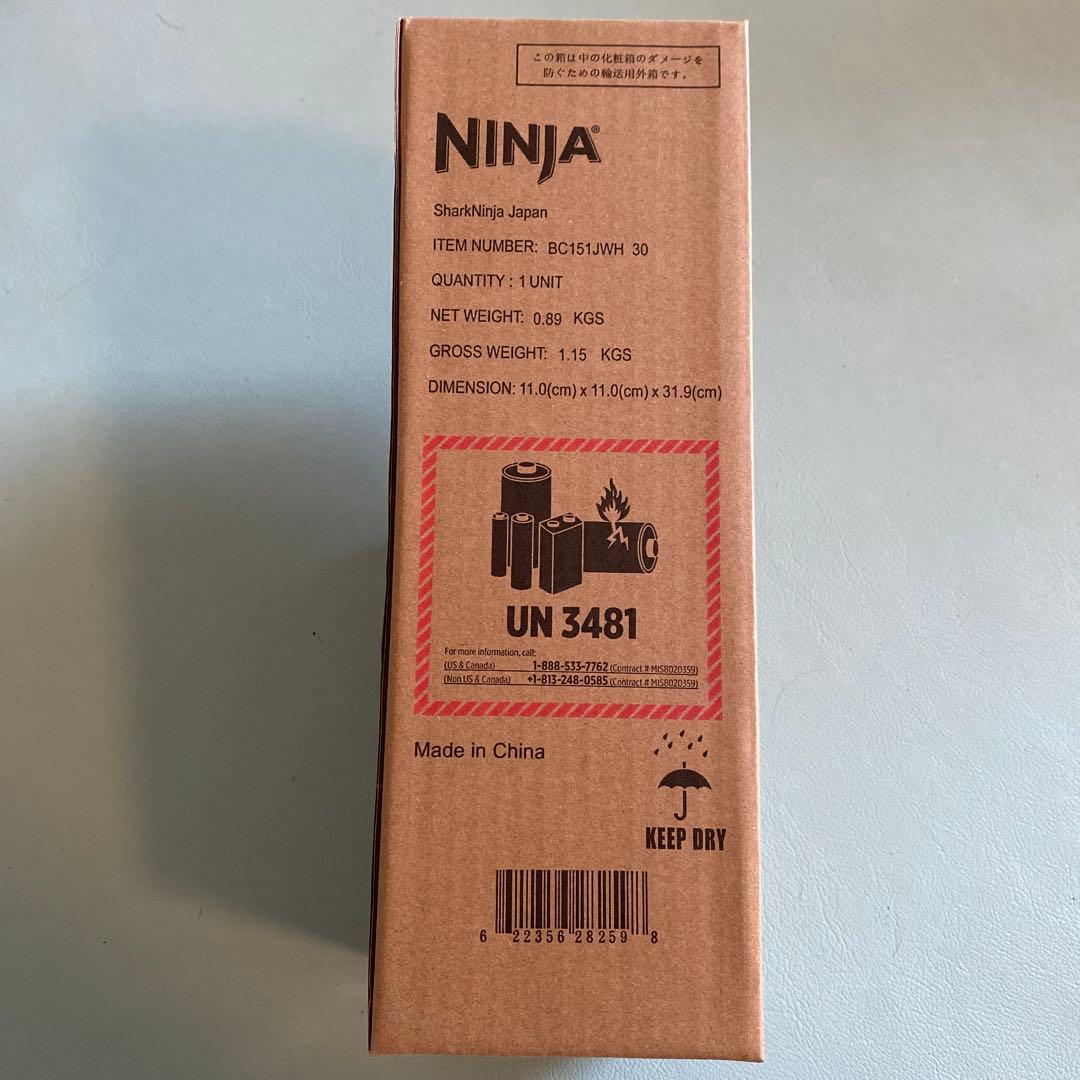 この箱は中の化粧箱のダメージを
防ぐための輸送用外箱です。
NINJA®
SharkNinja Japan
ITEM NUMBER: BC151JWH 30
QUANTITY : 1 UNIT
NET WEIGHT: 0.89 KGS
GROSS WEIGHT: 1.15 KGS
DIMENSION: 11.0(cm) x 11.0(cm) x 31.9(cm)
UN 3481
For more information, call:
(US & Canada) 1-888-533-7762 (Contract # MIS8020359)
(Non US & Canada) +1-813-248-0585 (Contract # MIS8020359)
Made in China
KEEP DRY
6 22356 28259 8